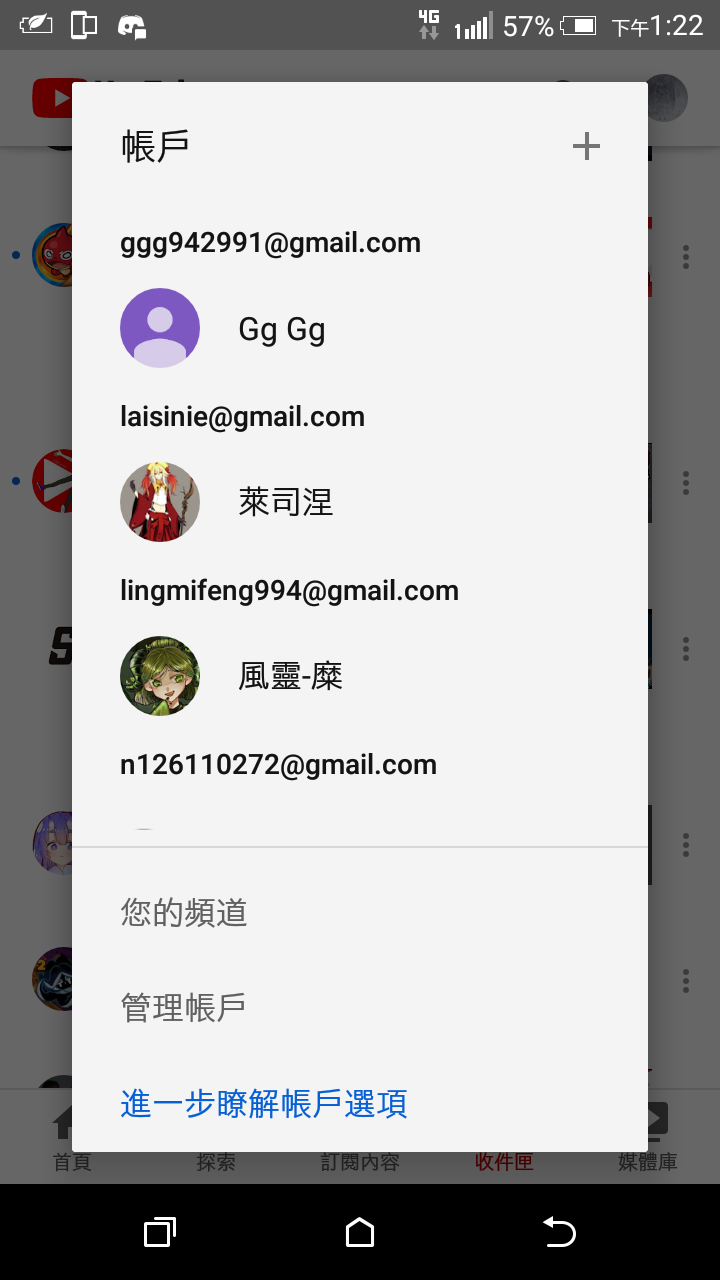 4G
1
57%
下午1:22
帳戶
ggg942991@gmail.com
Gg Gg
laisinie@gmail.com
萊司涅
lingmifeng994@gmail.com
風靈-糜
n126110272@gmail.com
您的頻道
管理帳戶
進一步瞭解帳戶選項
首頁
探索
訂閱內容
收件匣
媒體庫